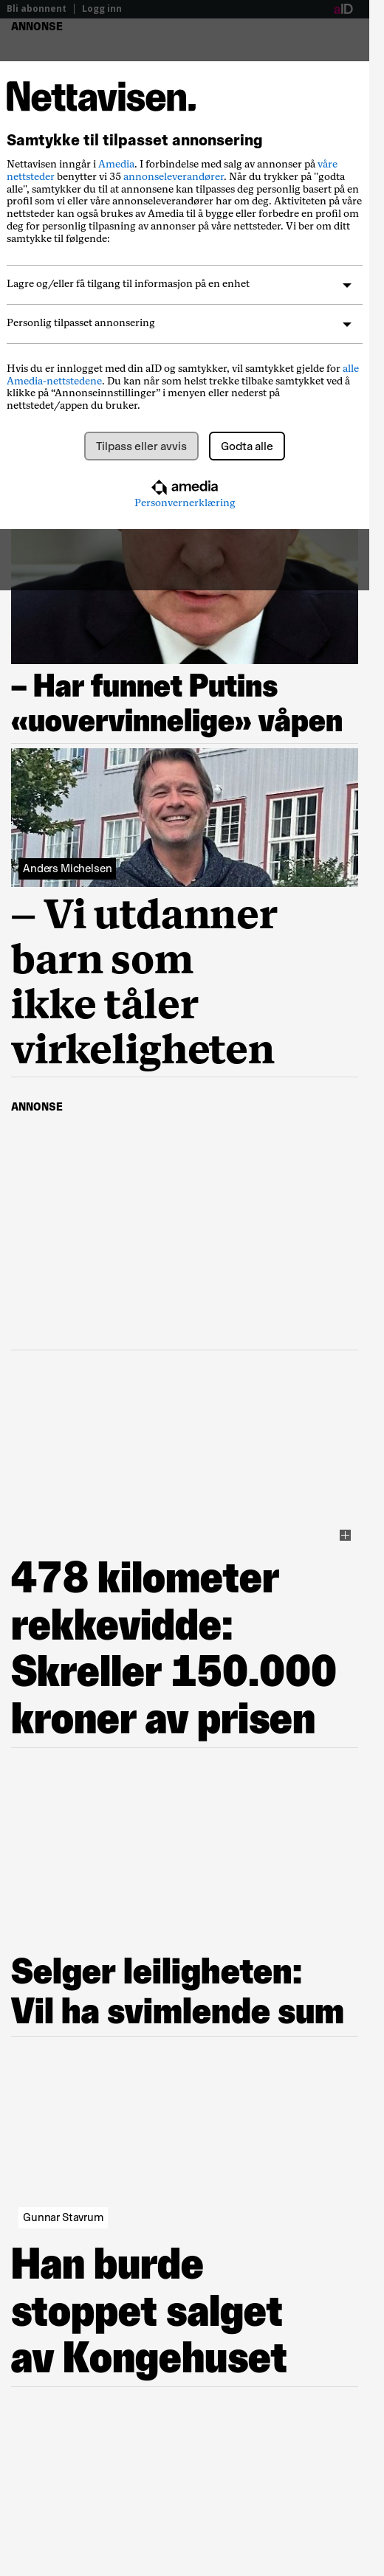 Bli abonnent | Logg inn
aID
ANNONSE
Nettavisen.
Samtykke til tilpasset annonsering
Nettavisen inngår i Amedia. I forbindelse med salg av annonser på våre
nettsteder benytter vi 35 annonseleverandører. Når du trykker på "godta
alle", samtykker du til at annonsene kan tilpasses deg personlig basert på en
profil som vi eller våre annonseleverandører har om deg. Aktiviteten på våre
nettsteder kan også brukes av Amedia til å bygge eller forbedre en profil om
deg for personlig tilpasning av annonser på våre nettsteder. Vi ber om ditt
samtykke til følgende:
Lagre og/eller få tilgang til informasjon på en enhet
Personlig tilpasset annonsering
Hvis du er innlogget med din aID og samtykker, vil samtykket gjelde for alle
Amedia-nettstedene. Du kan når som helst trekke tilbake samtykket ved å
klikke på “Annonseinnstillinger” i menyen eller nederst på
nettstedet/appen du bruker.
Tilpass eller avvis
Godta alle
amedia
Personvernerklæring
– Har funnet Putins
«uovervinnelige» våpen
Anders Michelsen
– Vi utdanner
barn som
ikke tåler
virkeligheten
ANNONSE
478 kilometer
rekkevidde:
Skreller 150.000
kroner av prisen
Selger leiligheten:
Vil ha svimlende sum
Gunnar Stavrum
Han burde
stoppet salget
av Kongehuset